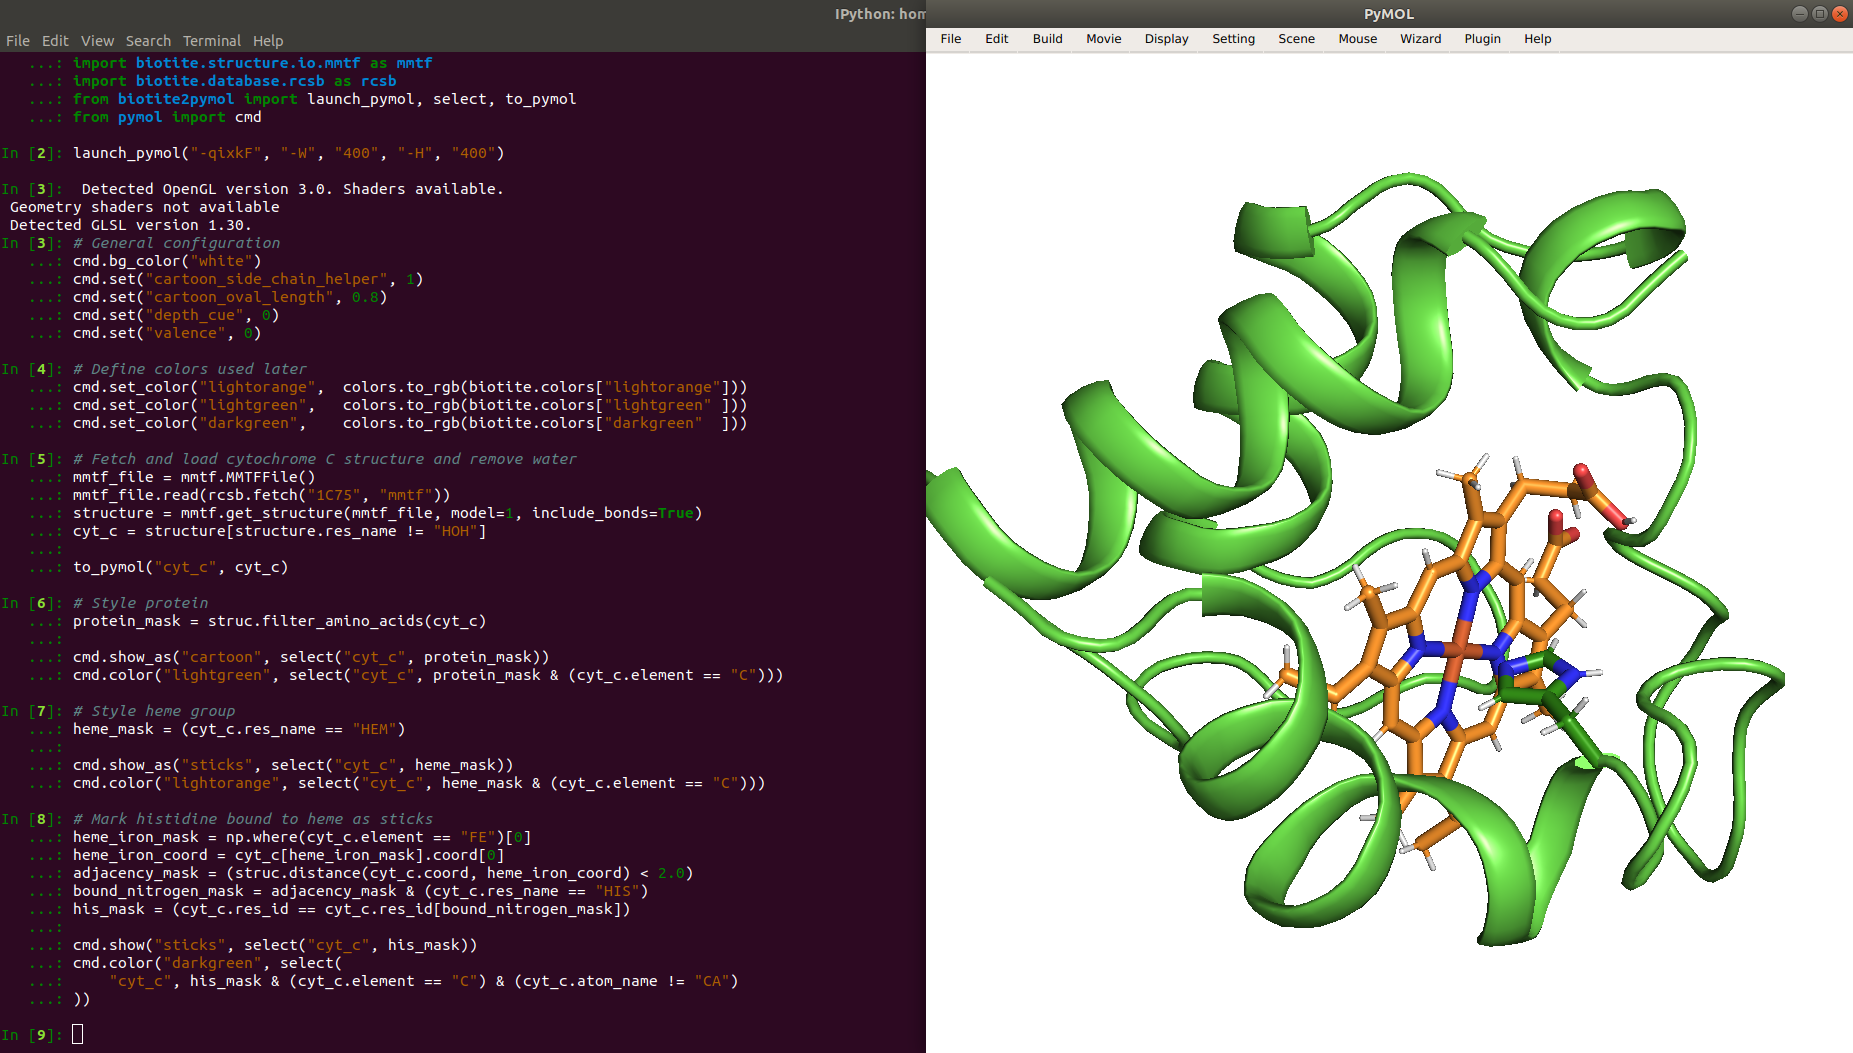 IPython: hom
File Edit View Search Terminal Help
...: import biotite.structure.io.mmtf as mmtf
...: import biotite.database.rcsb as rcsb
...: from biotite2pymol import launch_pymol, select, to_pymol
...: from pymol import cmd
In [2]: launch_pymol("-qixkF", "-W", "400", "-H", "400")
In [3]:  Detected OpenGL version 3.0. Shaders available.
Geometry shaders not available
Detected GLSL version 1.30.
In [3]: # General configuration
...: cmd.bg_color("white")
...: cmd.set("cartoon_side_chain_helper", 1)
...: cmd.set("cartoon_oval_length", 0.8)
...: cmd.set("depth_cue", 0)
...: cmd.set("valence", 0)
In [4]: # Define colors used later
...: cmd.set_color("lightorange",  colors.to_rgb(biotite.colors["lightorange"]))
...: cmd.set_color("lightgreen",   colors.to_rgb(biotite.colors["lightgreen" ]))
...: cmd.set_color("darkgreen",    colors.to_rgb(biotite.colors["darkgreen"  ]))
In [5]: # Fetch and load cytochrome C structure and remove water
...: mmtf_file = mmtf.MMTFFile()
...: mmtf_file.read(rcsb.fetch("1C75", "mmtf"))
...: structure = mmtf.get_structure(mmtf_file, model=1, include_bonds=True)
...: cyt_c = structure[structure.res_name != "HOH"]
...:
...: to_pymol("cyt_c", cyt_c)
In [6]: # Style protein
...: protein_mask = struc.filter_amino_acids(cyt_c)
...:
...: cmd.show_as("cartoon", select("cyt_c", protein_mask))
...: cmd.color("lightgreen", select("cyt_c", protein_mask & (cyt_c.element == "C")))
In [7]: # Style heme group
...: heme_mask = (cyt_c.res_name == "HEM")
...:
...: cmd.show_as("sticks", select("cyt_c", heme_mask))
...: cmd.color("lightorange", select("cyt_c", heme_mask & (cyt_c.element == "C")))
In [8]: # Mark histidine bound to heme as sticks
...: heme_iron_mask = np.where(cyt_c.element == "FE")[0]
...: heme_iron_coord = cyt_c[heme_iron_mask].coord[0]
...: adjacency_mask = (struc.distance(cyt_c.coord, heme_iron_coord) < 2.0)
...: bound_nitrogen_mask = adjacency_mask & (cyt_c.res_name == "HIS")
...: his_mask = (cyt_c.res_id == cyt_c.res_id[bound_nitrogen_mask])
...:
...: cmd.show("sticks", select("cyt_c", his_mask))
...: cmd.color("darkgreen", select(
...:     "cyt_c", his_mask & (cyt_c.element == "C") & (cyt_c.atom_name != "CA")
...: ))
In [9]:
PyMOL
File Edit Build Movie Display Setting Scene Mouse Wizard Plugin Help